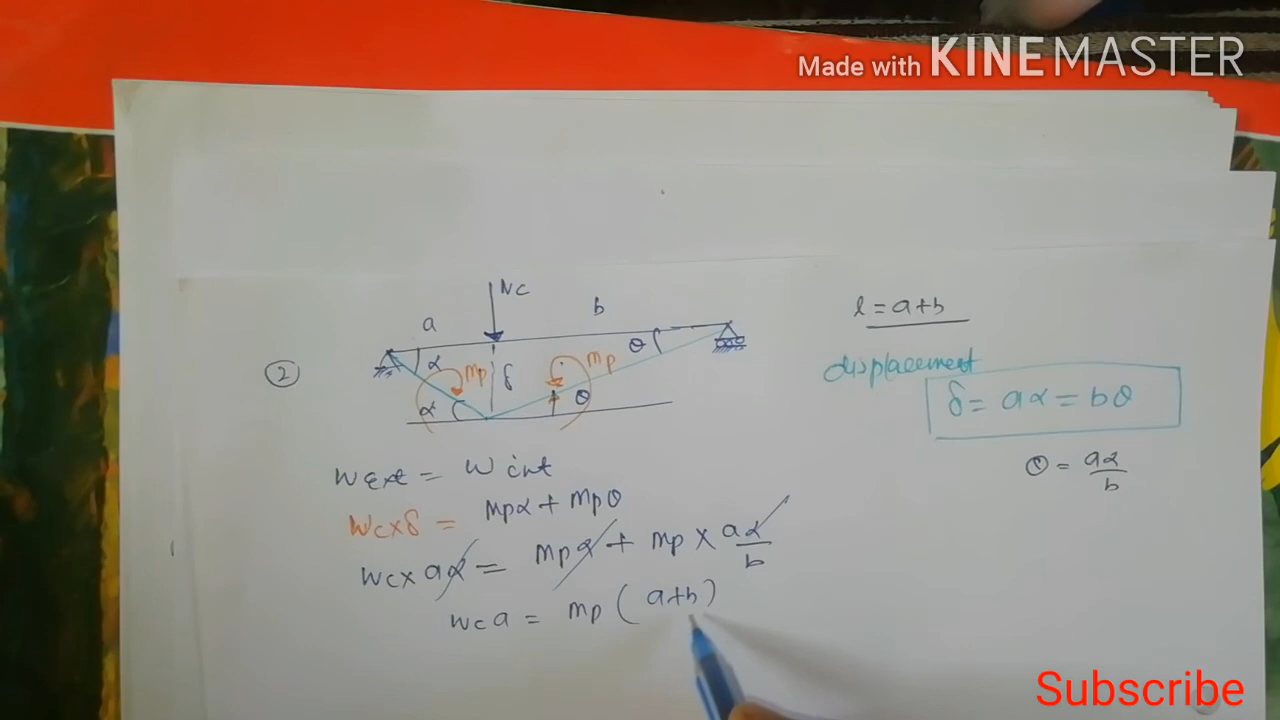 Made with KINEMASTER
Wc
a
b
l = a+b
②
α
Mp
δ
Mp
θ
α
θ
displacement
δ = aα = bθ
θ = aα/b
Wext = Wint
Wc×δ = Mpα + Mpθ
Wc×aα = Mpα + Mp × aα/b
Wc a = Mp ( a+b )
Subscribe